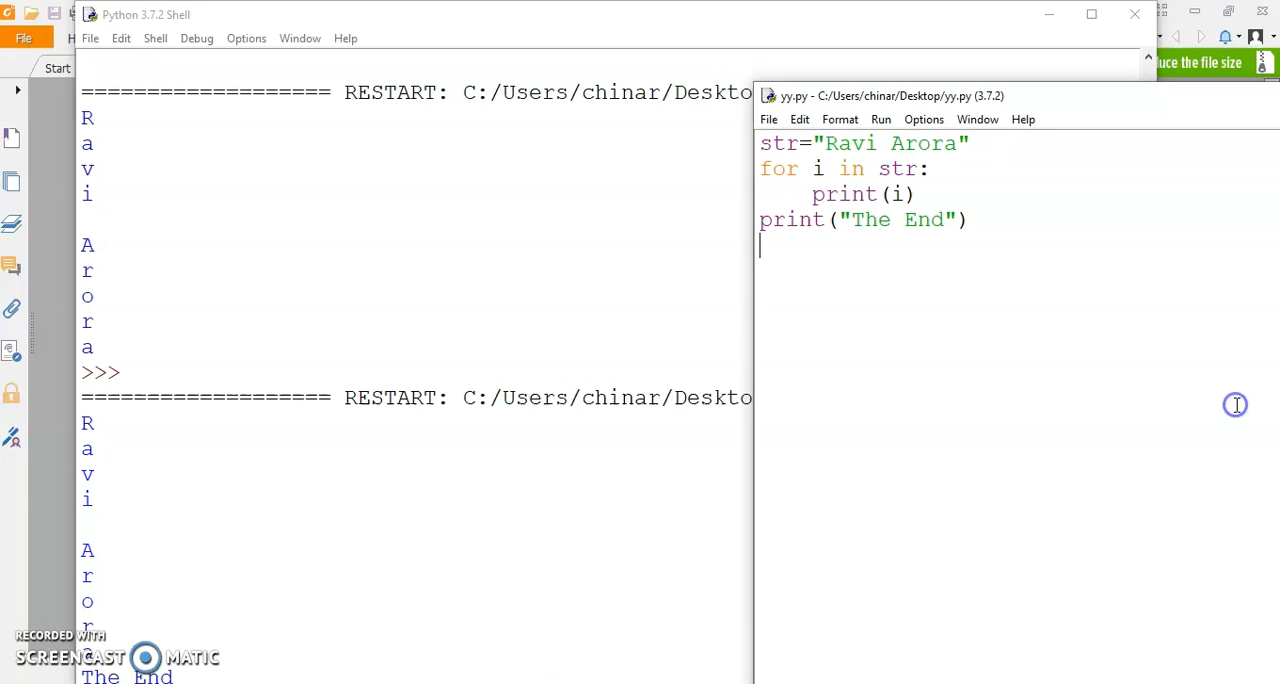 Python 3.7.2 Shell
File
File Edit Shell Debug Options Window Help
Start
uce the file size
=================== RESTART: C:/Users/chinar/Deskto
R
a
v
i
A
r
o
r
a
>>>
=================== RESTART: C:/Users/chinar/Deskto
R
a
v
i
A
r
o
r
a
The End
yy.py - C:/Users/chinar/Desktop/yy.py (3.7.2)
File Edit Format Run Options Window Help
str="Ravi Arora"
for i in str:
    print(i)
print("The End")
RECORDED WITH
SCREENCAST MATIC